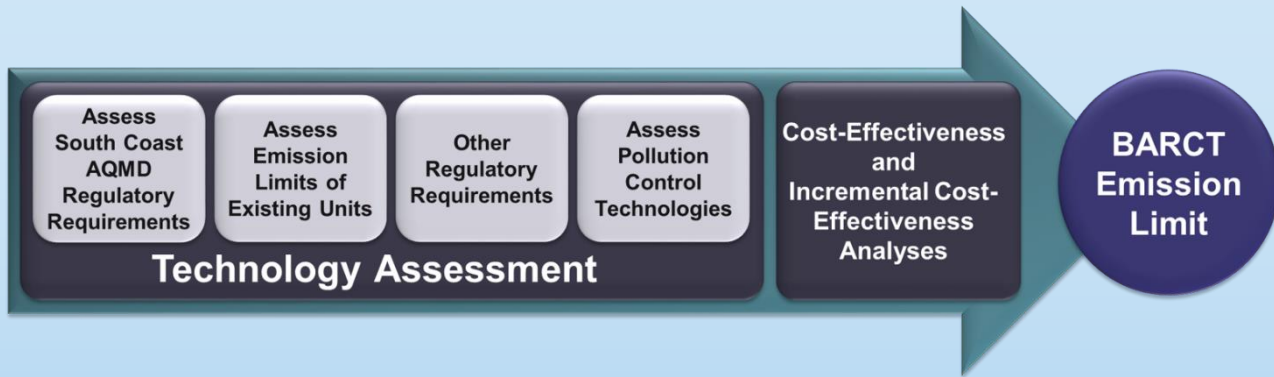 Assess
South Coast
AQMD
Regulatory
Requirements
Assess
Emission
Limits of
Existing Units
Other
Regulatory
Requirements
Assess
Pollution
Control
Technologies
Technology Assessment
Cost-Effectiveness
and
Incremental Cost-
Effectiveness
Analyses
BARCT
Emission
Limit